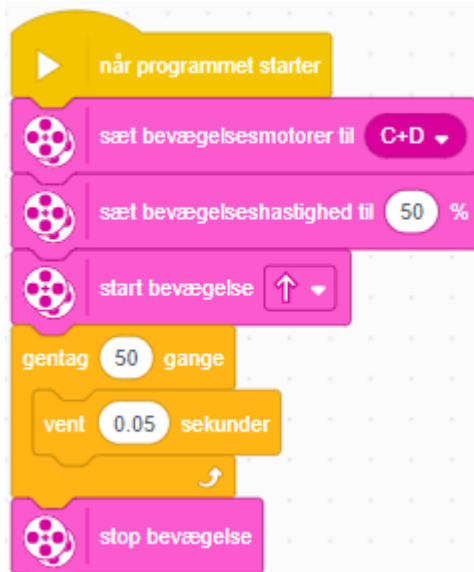 når programmet starter
sæt bevægelsesmotorer til C+D
sæt bevægelseshastighed til 50 %
start bevægelse
gentag 50 gange
vent 0.05 sekunder
stop bevægelse